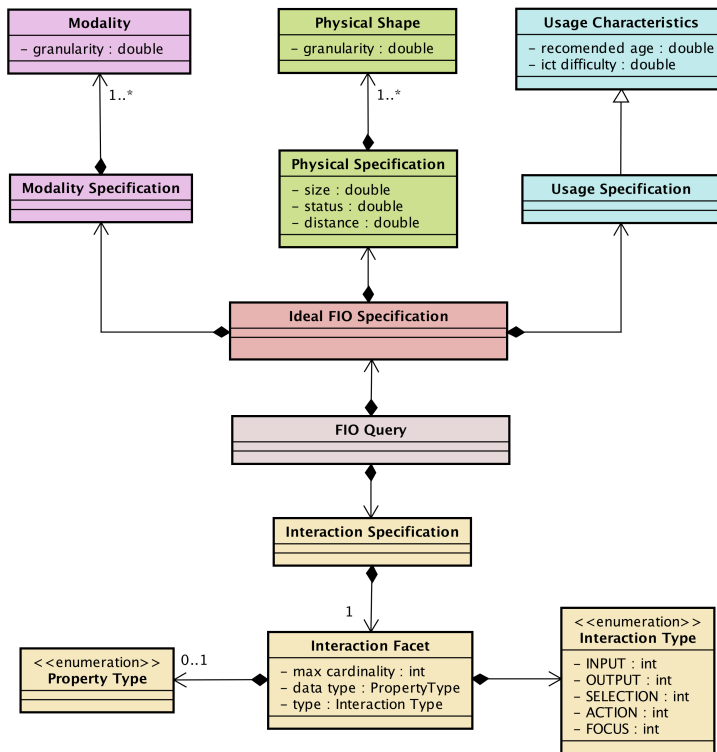 Modality
– granularity : double
Physical Shape
– granularity : double
Usage Characteristics
– recomended age : double
– ict difficulty : double
1..*
1..*
Modality Specification
Physical Specification
– size : double
– status : double
– distance : double
Usage Specification
Ideal FIO Specification
FIO Query
Interaction Specification
1
<<enumeration>>
Property Type
0..1
Interaction Facet
– max cardinality : int
– data type : PropertyType
– type : Interaction Type
<<enumeration>>
Interaction Type
– INPUT : int
– OUTPUT : int
– SELECTION : int
– ACTION : int
– FOCUS : int